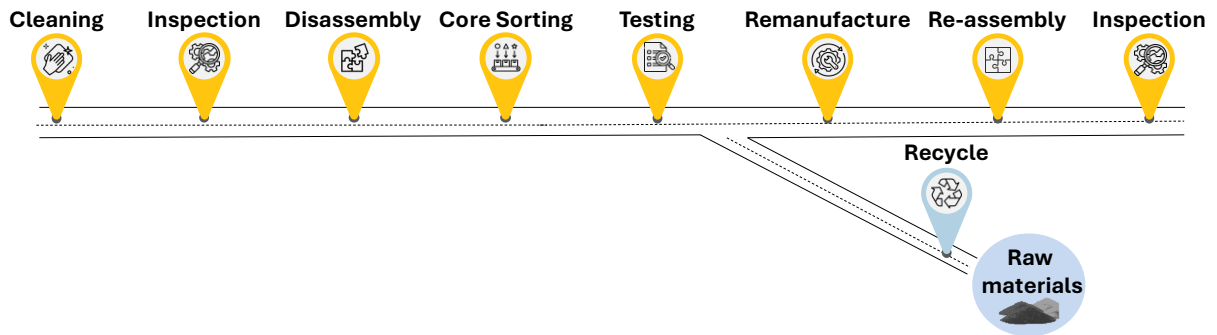 Cleaning
Inspection
Disassembly
Core Sorting
Testing
Remanufacture
Re-assembly
Inspection
Recycle
Raw
materials